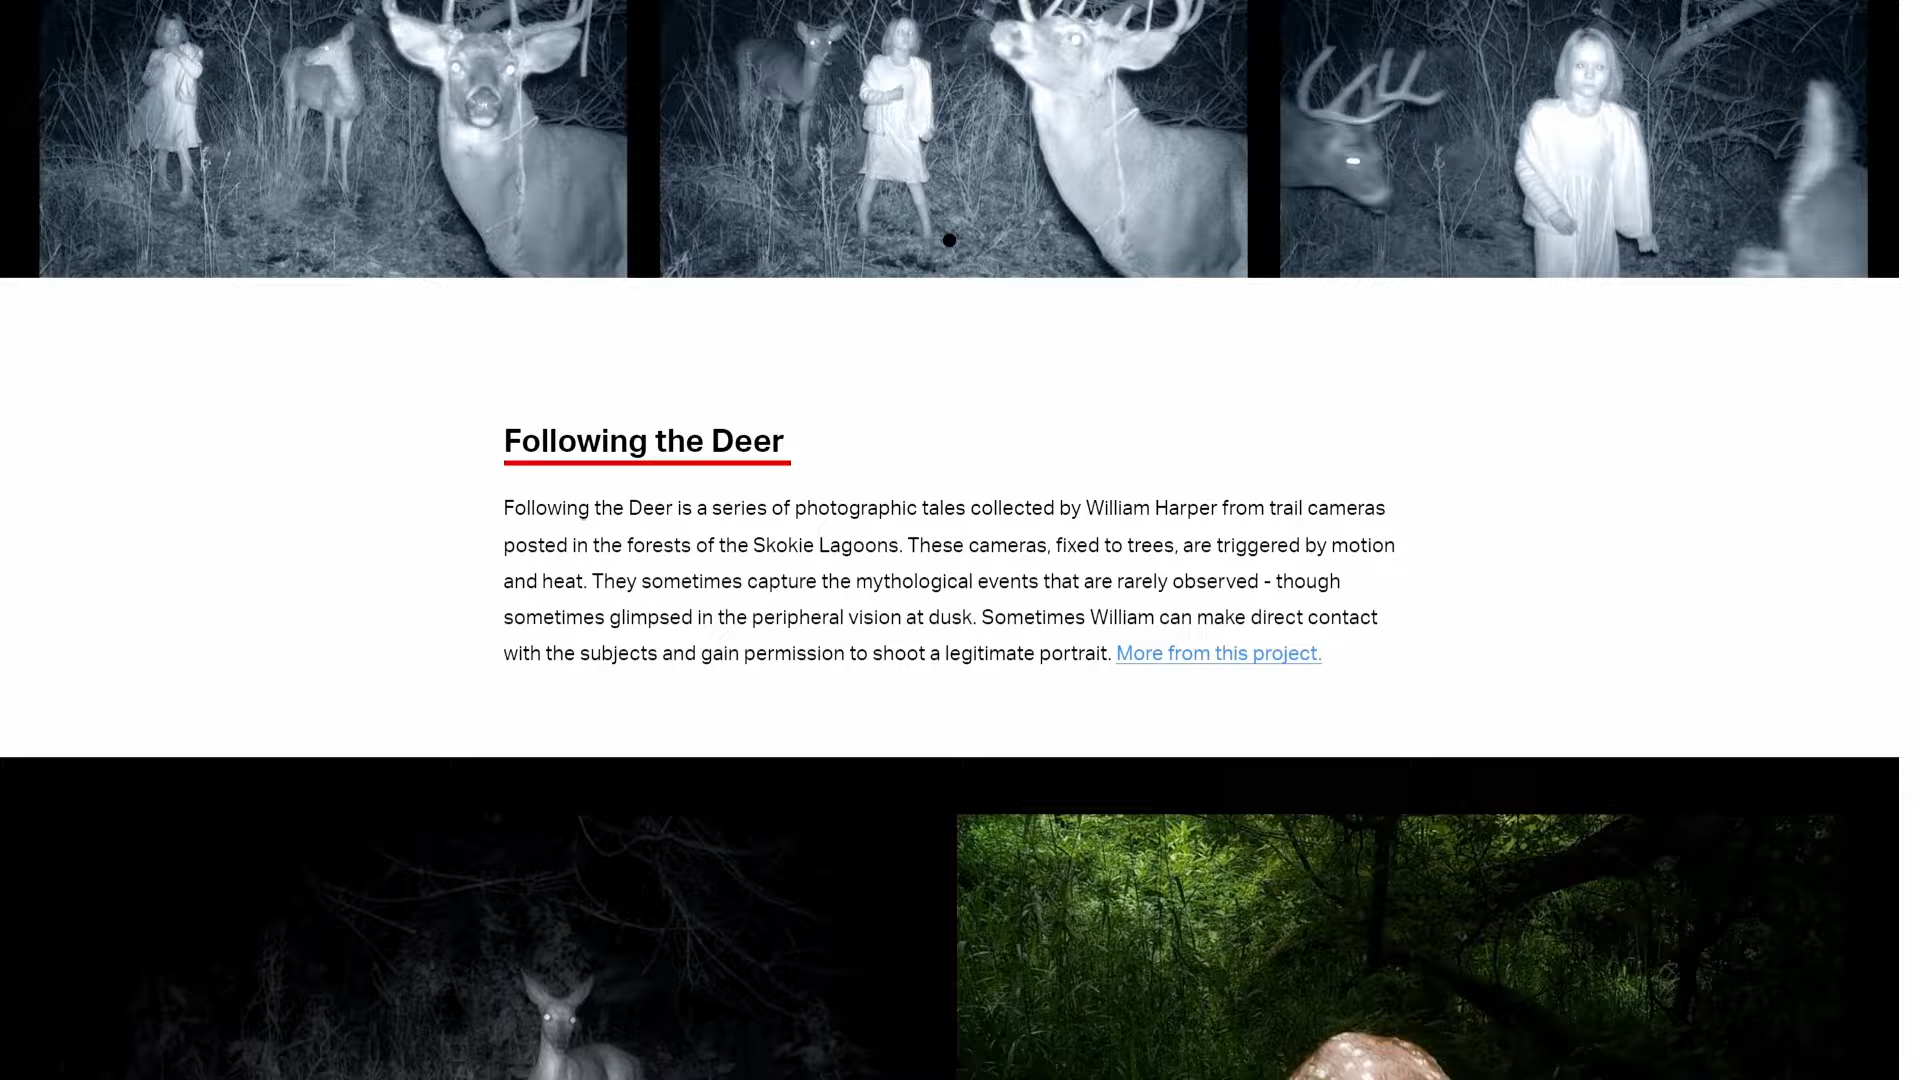 Following the Deer
Following the Deer is a series of photographic tales collected by William Harper from trail cameras
posted in the forests of the Skokie Lagoons. These cameras, fixed to trees, are triggered by motion
and heat. They sometimes capture the mythological events that are rarely observed - though
sometimes glimpsed in the peripheral vision at dusk. Sometimes William can make direct contact
with the subjects and gain permission to shoot a legitimate portrait. More from this project.